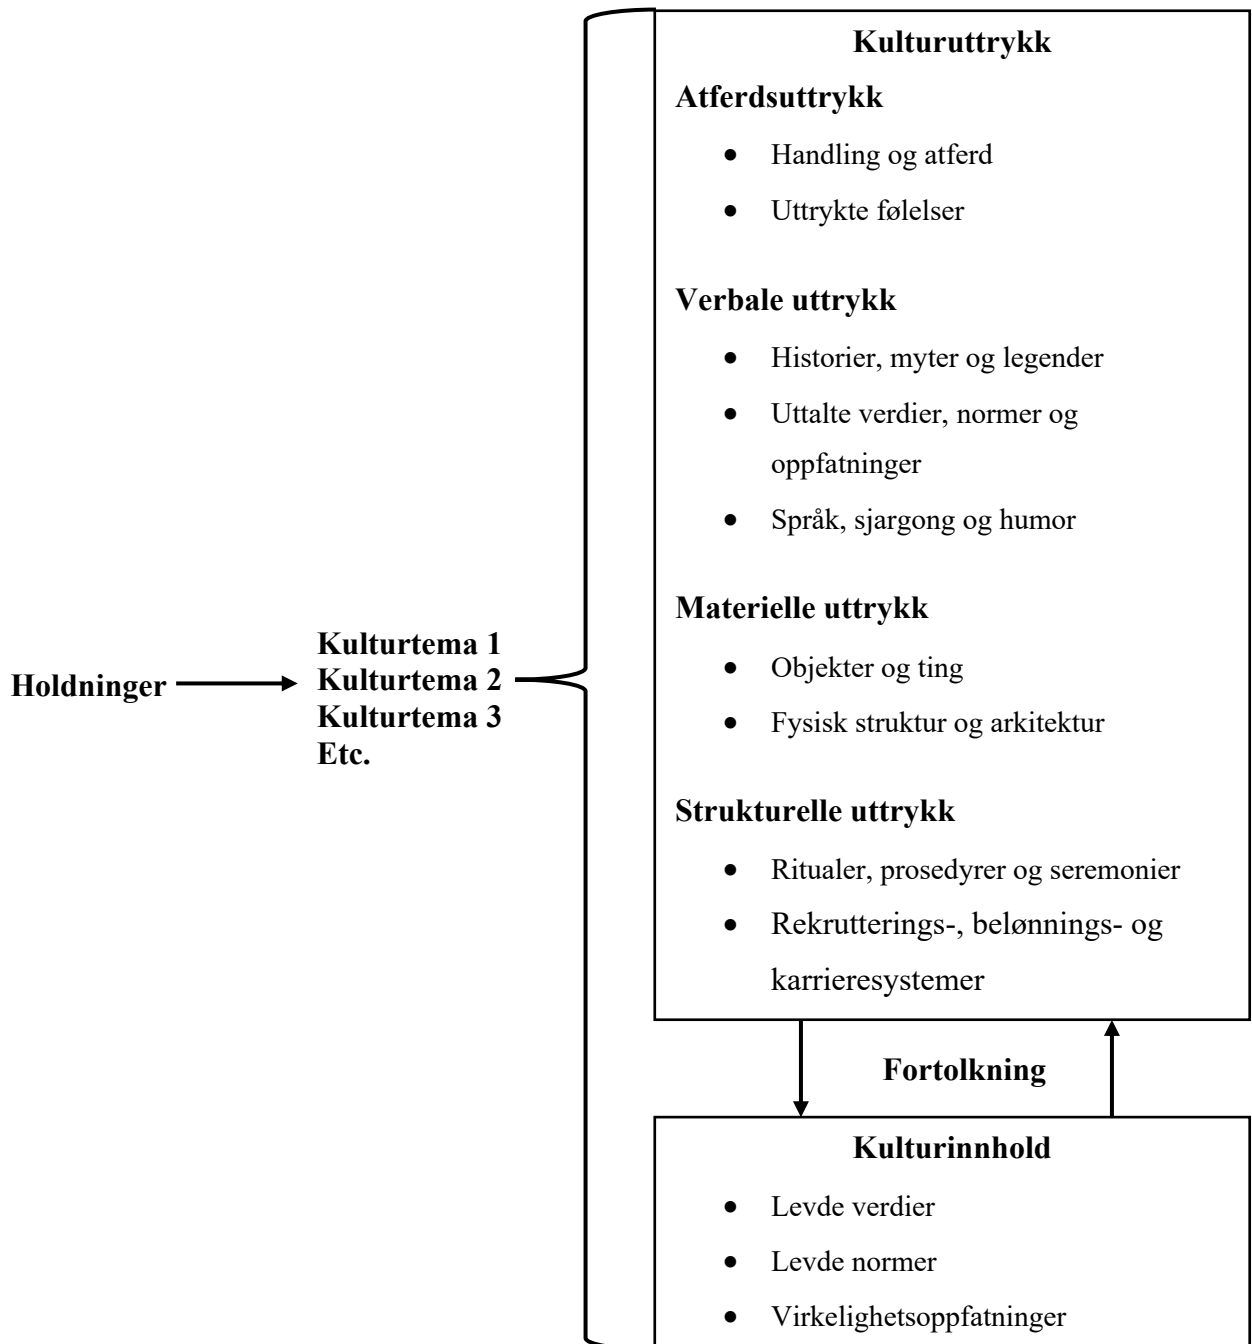 Kulturuttrykk
Atferdsuttrykk
• Handling og atferd
• Uttrykte følelser
Verbale uttrykk
• Historier, myter og legender
• Uttalte verdier, normer og
oppfatninger
• Språk, sjargong og humor
Materielle uttrykk
• Objekter og ting
• Fysisk struktur og arkitektur
Strukturelle uttrykk
• Ritualer, prosedyrer og seremonier
• Rekrutterings-, belønnings- og
karrieresystemer
Holdninger
Kulturtema 1
Kulturtema 2
Kulturtema 3
Etc.
Fortolkning
Kulturinnhold
• Levde verdier
• Levde normer
• Virkelighetsoppfatninger